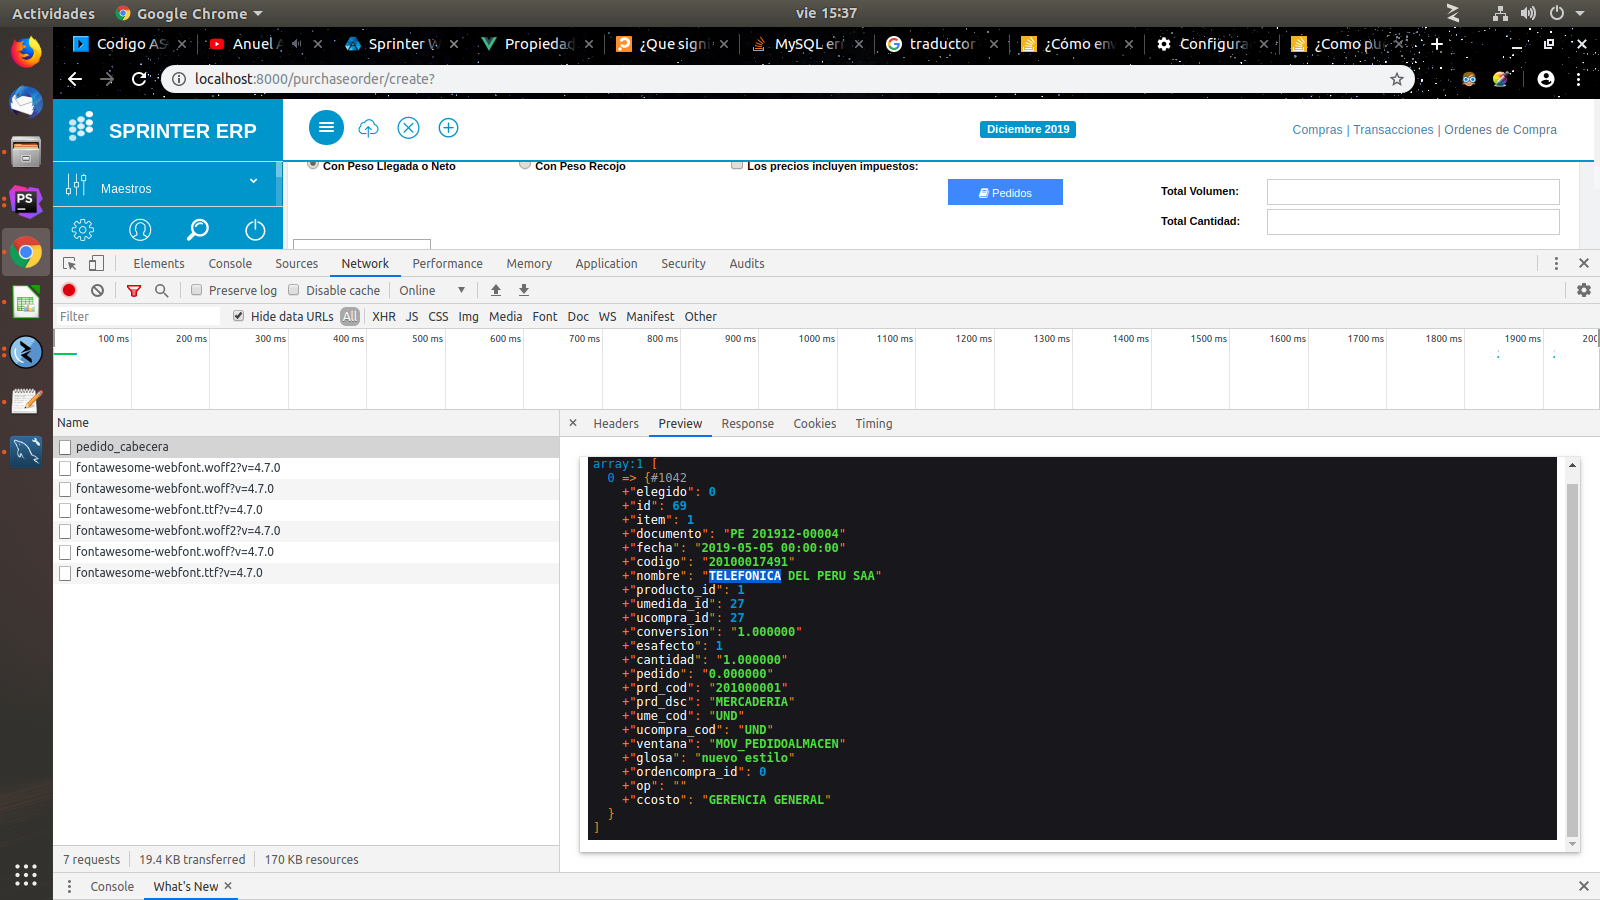 Actividades
Google Chrome
vie 15:37
Codigo AS
Anuel A
Sprinter W
Propiedad
¿Que signi
MySQL err
traductor
¿Cómo env
Configura
¿Como pu
localhost:8000/purchaseorder/create?
SPRINTER ERP
Diciembre 2019
Compras | Transacciones | Ordenes de Compra
Maestros
Con Peso Llegada o Neto
Con Peso Recojo
Los precios incluyen impuestos:
Pedidos
Total Volumen:
Total Cantidad:
Elements Console Sources Network Performance Memory Application Security Audits
Preserve log Disable cache Online
Filter Hide data URLs All XHR JS CSS Img Media Font Doc WS Manifest Other
100 ms 200 ms 300 ms 400 ms 500 ms 600 ms 700 ms 800 ms 900 ms 1000 ms 1100 ms 1200 ms 1300 ms 1400 ms 1500 ms 1600 ms 1700 ms 1800 ms 1900 ms 200
Name
pedido_cabecera
fontawesome-webfont.woff2?v=4.7.0
fontawesome-webfont.woff?v=4.7.0
fontawesome-webfont.ttf?v=4.7.0
fontawesome-webfont.woff2?v=4.7.0
fontawesome-webfont.woff?v=4.7.0
fontawesome-webfont.ttf?v=4.7.0
Headers Preview Response Cookies Timing
array:1 [
0 => {#1042
+"elegido": 0
+"id": 69
+"item": 1
+"documento": "PE 201912-00004"
+"fecha": "2019-05-05 00:00:00"
+"codigo": "20100017491"
+"nombre": "TELEFONICA DEL PERU SAA"
+"producto_id": 1
+"umedida_id": 27
+"ucompra_id": 27
+"conversion": "1.000000"
+"esafecto": 1
+"cantidad": "1.000000"
+"pedido": "0.000000"
+"prd_cod": "201000001"
+"prd_dsc": "MERCADERIA"
+"ume_cod": "UND"
+"ucompra_cod": "UND"
+"ventana": "MOV_PEDIDOALMACEN"
+"glosa": "nuevo estilo"
+"ordencompra_id": 0
+"op": ""
+"ccosto": "GERENCIA GENERAL"
}
]
7 requests 19.4 KB transferred 170 KB resources
Console What's New